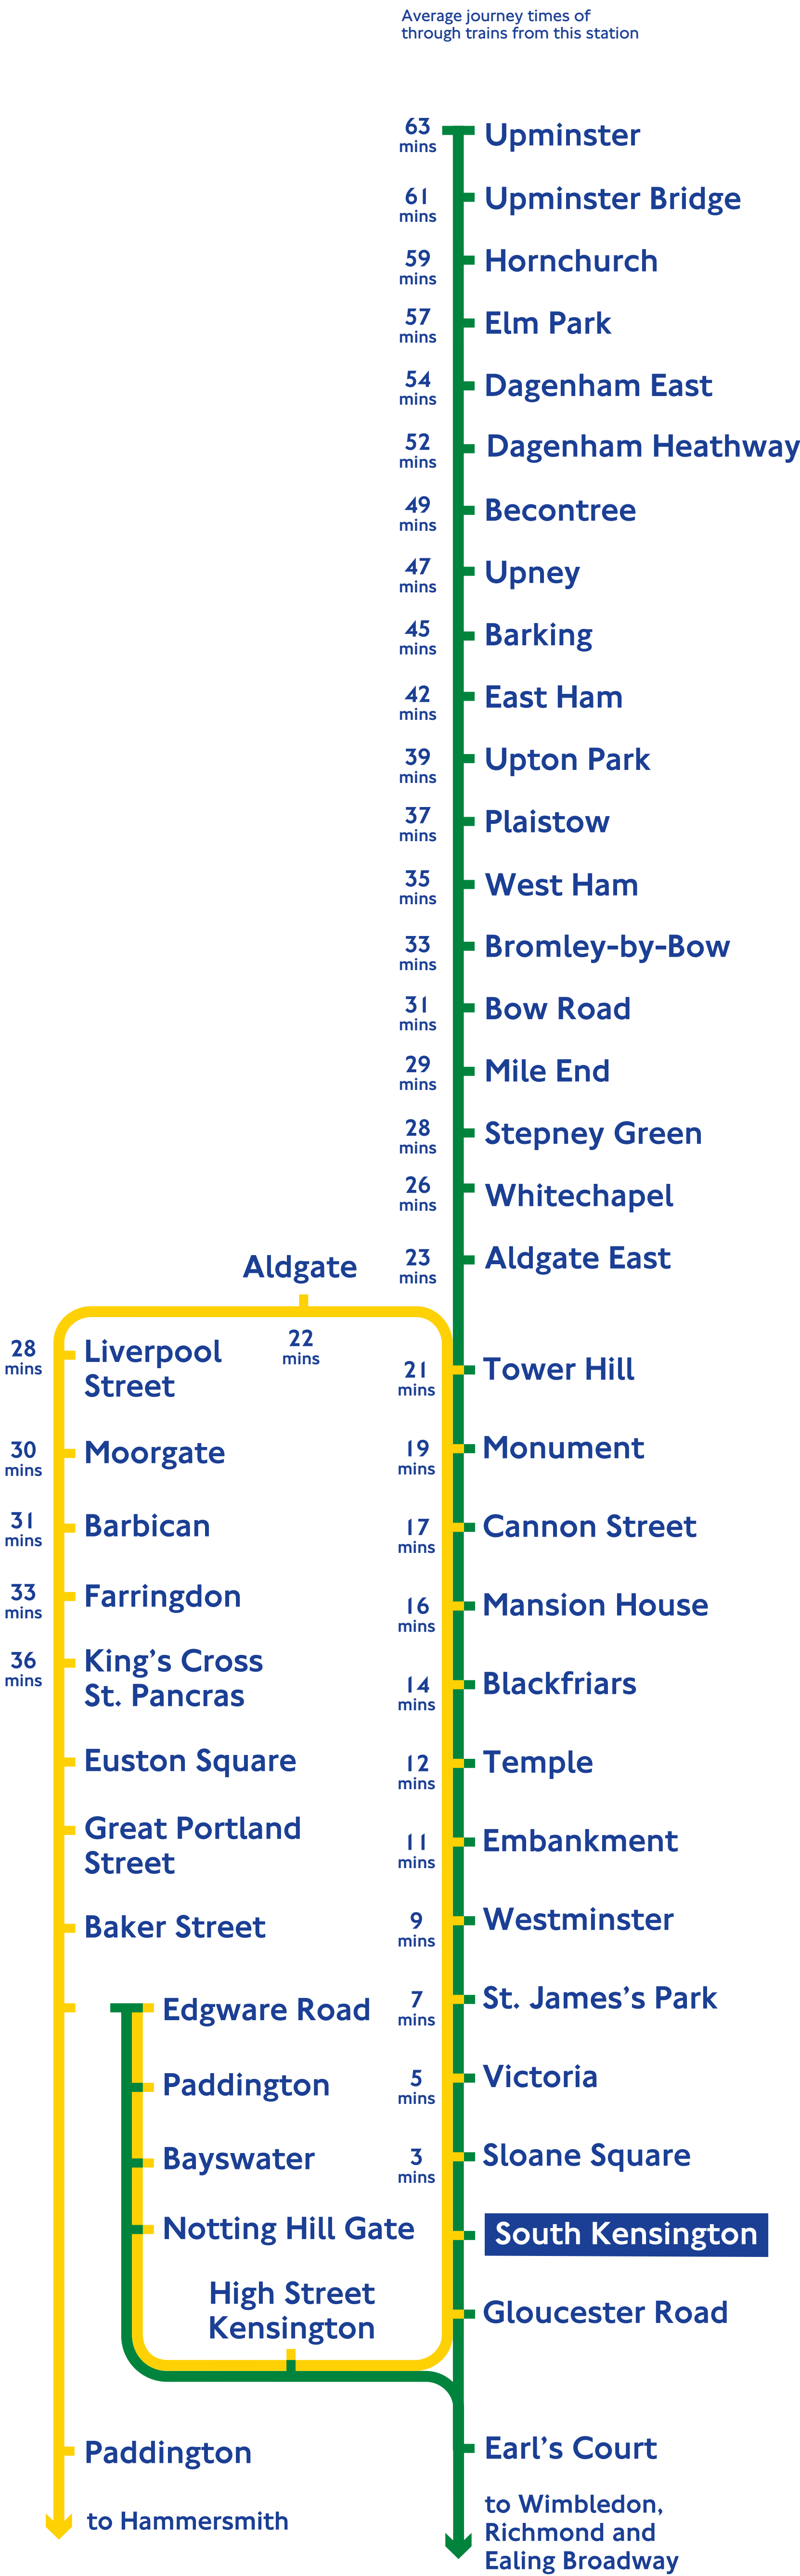 Average journey times of
through trains from this station
63
mins
Upminster
61
mins
Upminster Bridge
59
mins
Hornchurch
57
mins
Elm Park
54
mins
Dagenham East
52
mins
Dagenham Heathway
49
mins
Becontree
47
mins
Upney
45
mins
Barking
42
mins
East Ham
39
mins
Upton Park
37
mins
Plaistow
35
mins
West Ham
33
mins
Bromley-by-Bow
31
mins
Bow Road
29
mins
Mile End
28
mins
Stepney Green
26
mins
Whitechapel
23
mins
Aldgate East
Aldgate
22
mins
28
mins
Liverpool
Street
30
mins
Moorgate
31
mins
Barbican
33
mins
Farringdon
36
mins
King's Cross
St. Pancras
Euston Square
Great Portland
Street
Baker Street
Edgware Road
Paddington
Bayswater
Notting Hill Gate
High Street
Kensington
Paddington
to Hammersmith
21
mins
Tower Hill
19
mins
Monument
17
mins
Cannon Street
16
mins
Mansion House
14
mins
Blackfriars
12
mins
Temple
11
mins
Embankment
9
mins
Westminster
7
mins
St. James's Park
5
mins
Victoria
3
mins
Sloane Square
South Kensington
Gloucester Road
Earl's Court
to Wimbledon,
Richmond and
Ealing Broadway